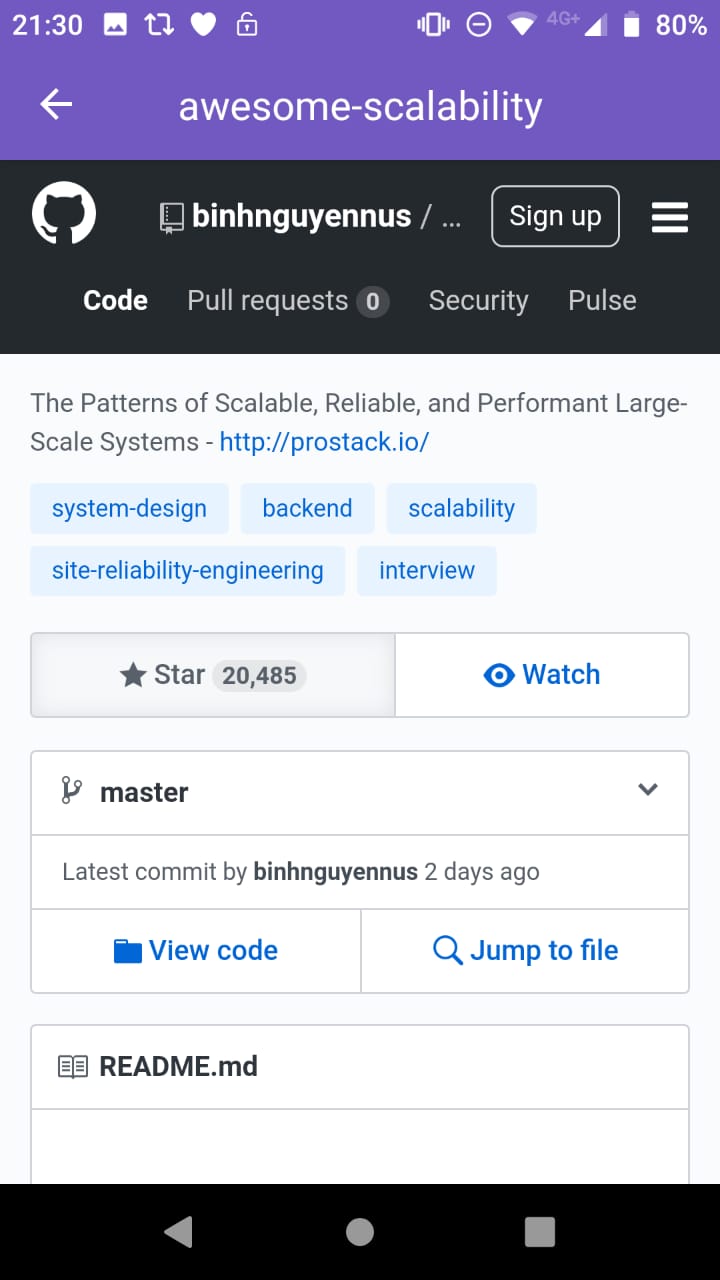 21:30 4G+ 80%
awesome-scalability
binhnguyennus / ... Sign up
Code Pull requests 0 Security Pulse
The Patterns of Scalable, Reliable, and Performant Large-
Scale Systems - http://prostack.io/
system-design backend scalability
site-reliability-engineering interview
Star 20,485 Watch
master
Latest commit by binhnguyennus 2 days ago
View code Jump to file
README.md